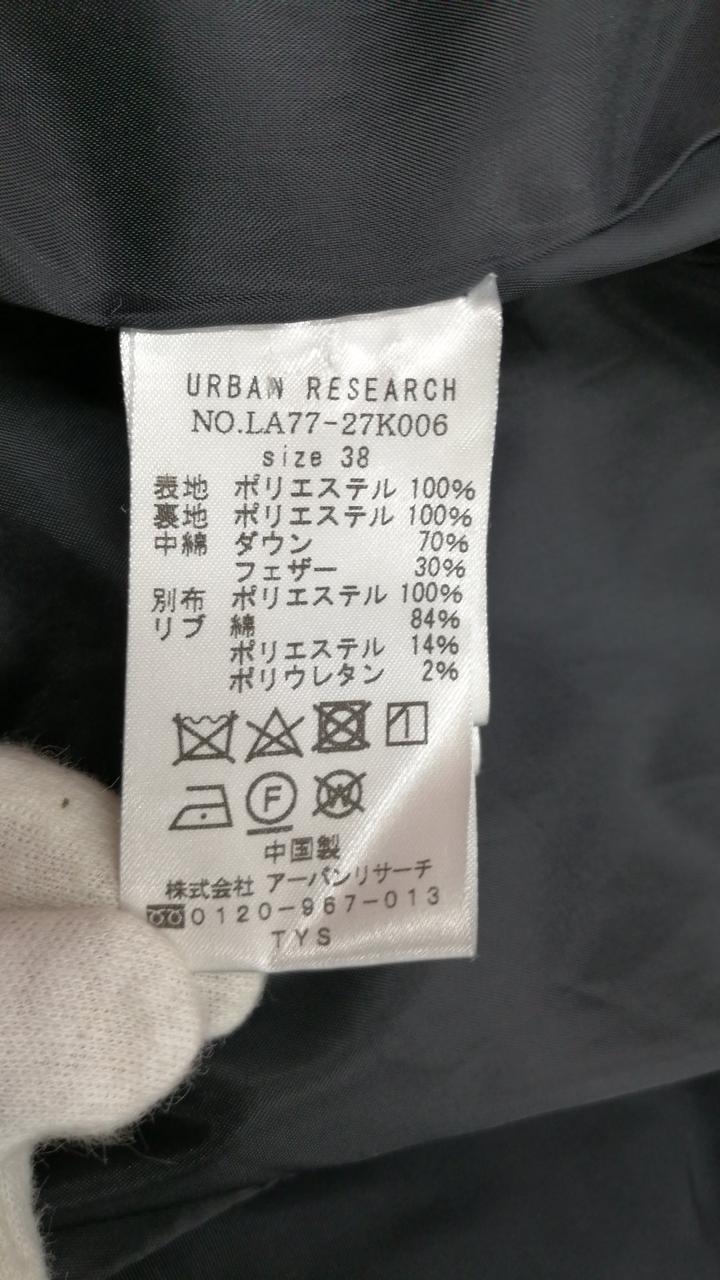 URBAN RESEARCH
NO.LA77-27K006
size 38
表地 ポリエステル 100%
裏地 ポリエステル 100%
中綿 ダウン 70%
フェザー 30%
別布 ポリエステル 100%
リブ 綿 84%
ポリエステル 14%
ポリウレタン 2%
F W
中国製
株式会社 アーバンリサーチ
0120-967-013
TYS